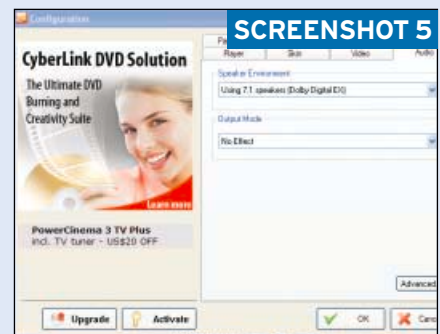 Configuration
SCREENSHOT 5
Player Skin Video Audio
CyberLink DVD Solution
The Ultimate DVD
Burning and
Creativity Suite
Learn more
PowerCinema 3 TV Plus
incl. TV tuner - US$20 OFF
Speaker Environment
Using 7.1 speakers (Dolby Digital EX)
Output Mode
No Effect
Advanced
Upgrade Activate OK Canc